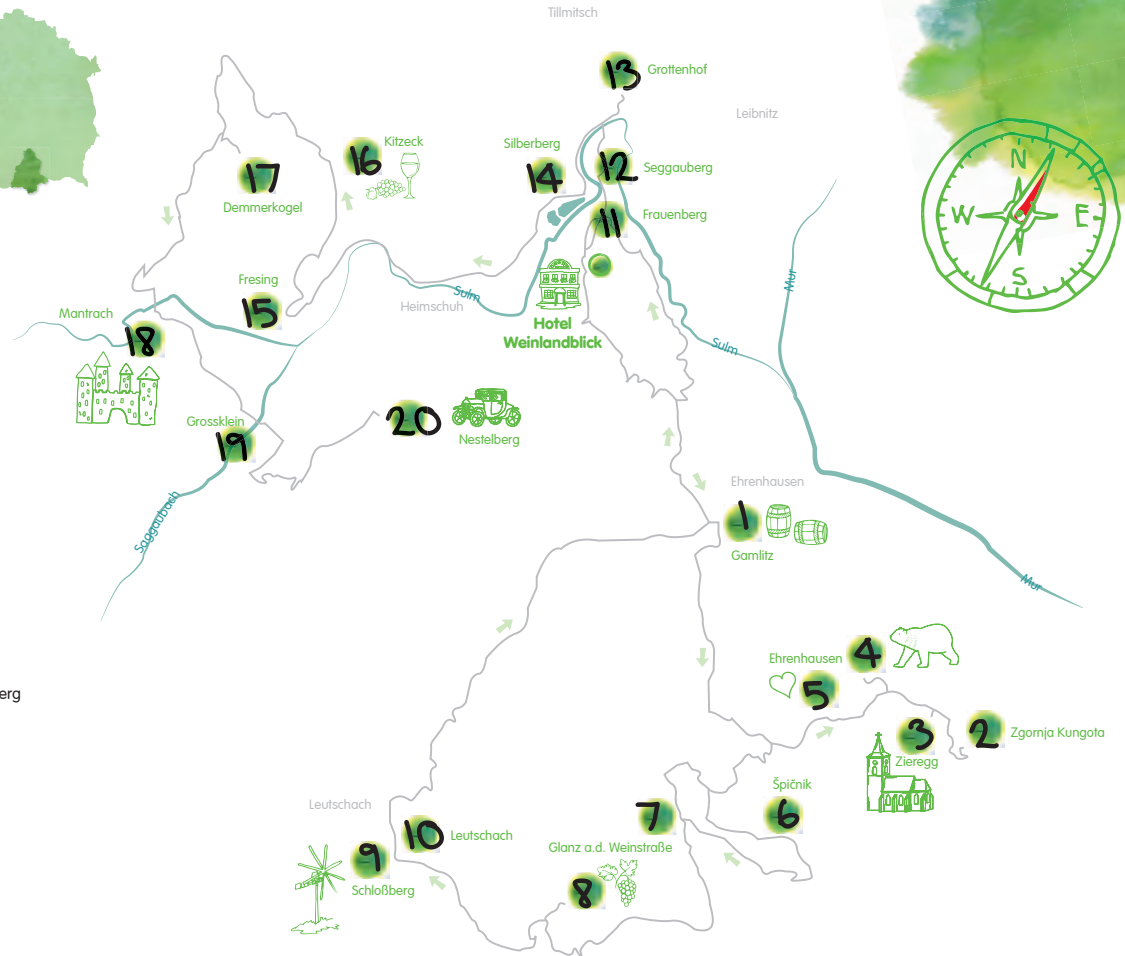 Tillmitsch
13
Grottenhof
Leibnitz
Kitzeck
16
Silberberg
14
12
Seggauberg
17
Demmerkogel
11
Frauenberg
N
W
E
S
Mur
Fresing
15
Sulm
Heimschuh
Mantrach
18
Hotel
Weinlandblick
Sulm
Grossklein
19
20
Nestelberg
Ehrenhausen
1
Gamlitz
Saggaubach
Mur
erg
Ehrenhausen
4
5
3
Zieregg
2
Zgornja Kungota
Špičnik
6
7
Glanz a.d. Weinstraße
8
Leutschach
10
Leutschach
9
Schloßberg